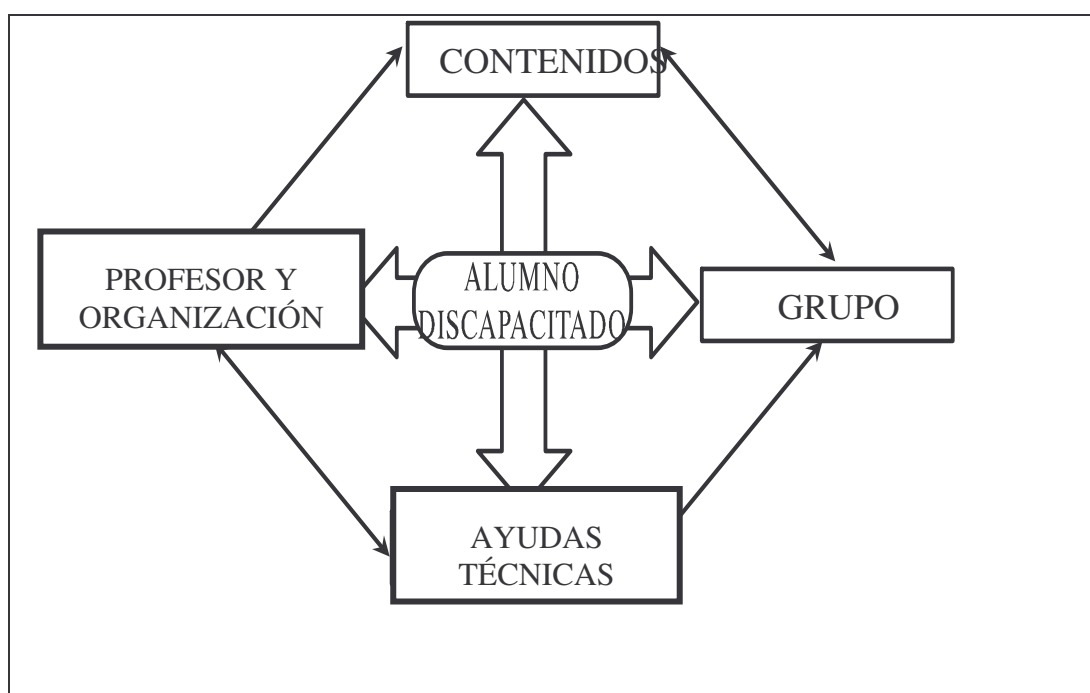 CONTENIDOS
PROFESOR Y
ORGANIZACIÓN
ALUMNO
DISCAPACITADO
GRUPO
AYUDAS
TÉCNICAS